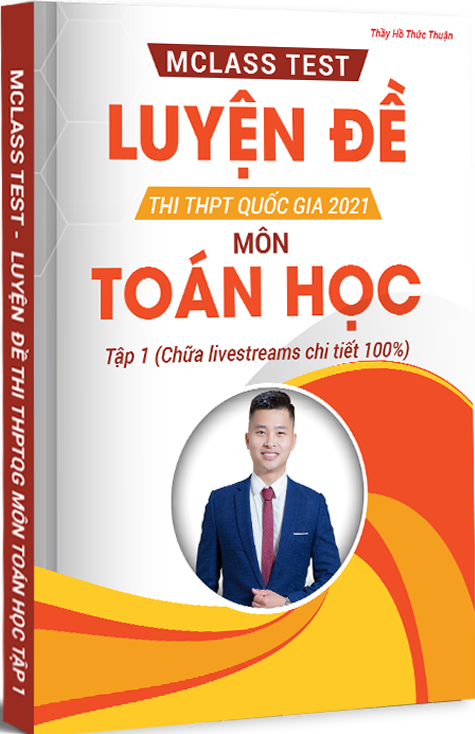 Thầy Hồ Thức Thuận
MCLASS TEST
LUYỆN ĐỀ
THI THPT QUỐC GIA 2021
MÔN
TOÁN HỌC
Tập 1 (Chữa livestreams chi tiết 100%)
MCLASS TEST - LUYỆN ĐỀ THI THPTQG MÔN TOÁN HỌC TẬP 1